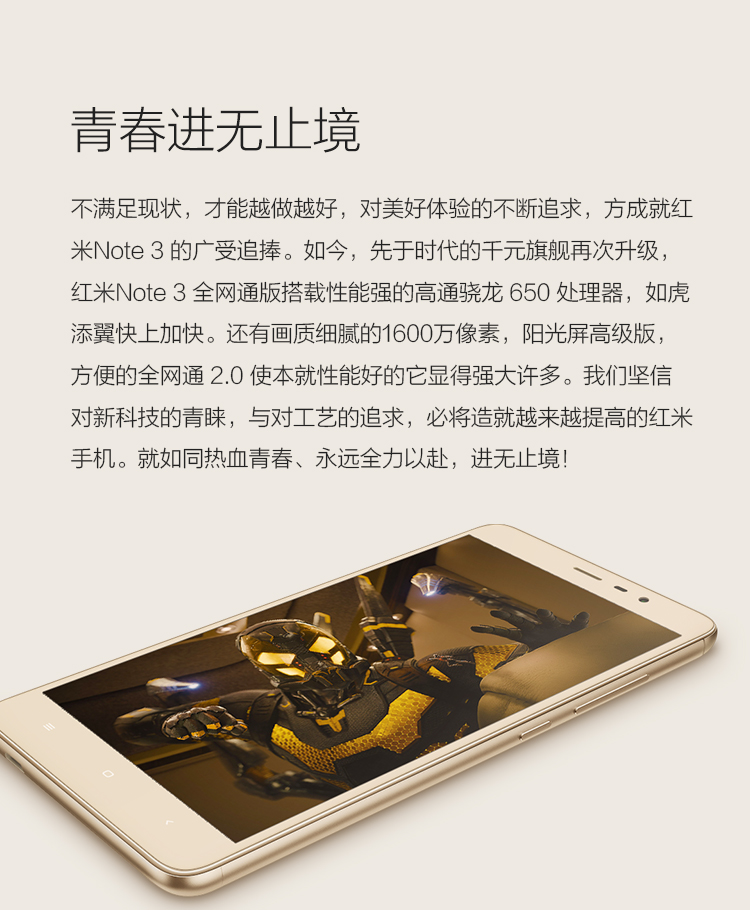 青春进无止境
不满足现状，才能越做越好，对美好体验的不断追求，方成就红
米Note 3 的广受追捧。如今，先于时代的千元旗舰再次升级，
红米Note 3 全网通版搭载性能强的高通骁龙 650 处理器，如虎
添翼快上加快。还有画质细腻的1600万像素，阳光屏高级版，
方便的全网通 2.0 使本就性能好的它显得强大许多。我们坚信
对新科技的青睐，与对工艺的追求，必将造就越来越提高的红米
手机。就如同热血青春、永远全力以赴，进无止境！